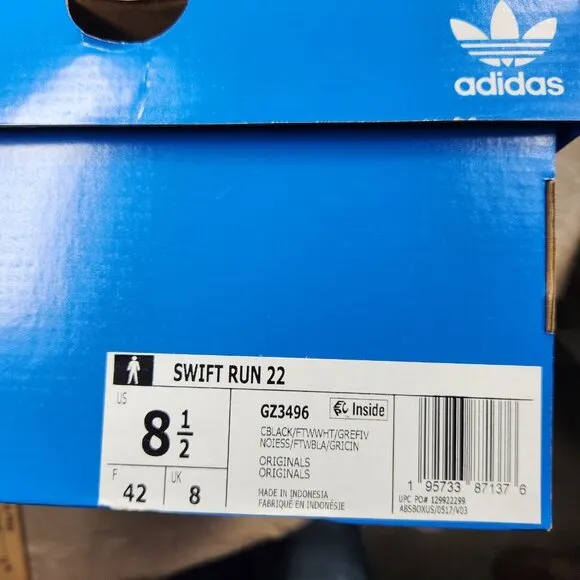 adidas
SWIFT RUN 22
US
8 1/2
F
42
UK
8
GZ3496
Inside
CBLACK/FTWWHT/GREFIV
NOIESS/FTWBLA/GRICIN
ORIGINALS
ORIGINALS
MADE IN INDONESIA
FABRIQUÉ EN INDONÉSIE
1 95733 87137 6
UPC PO# 129922299
ABSBOXUS/0517/V03